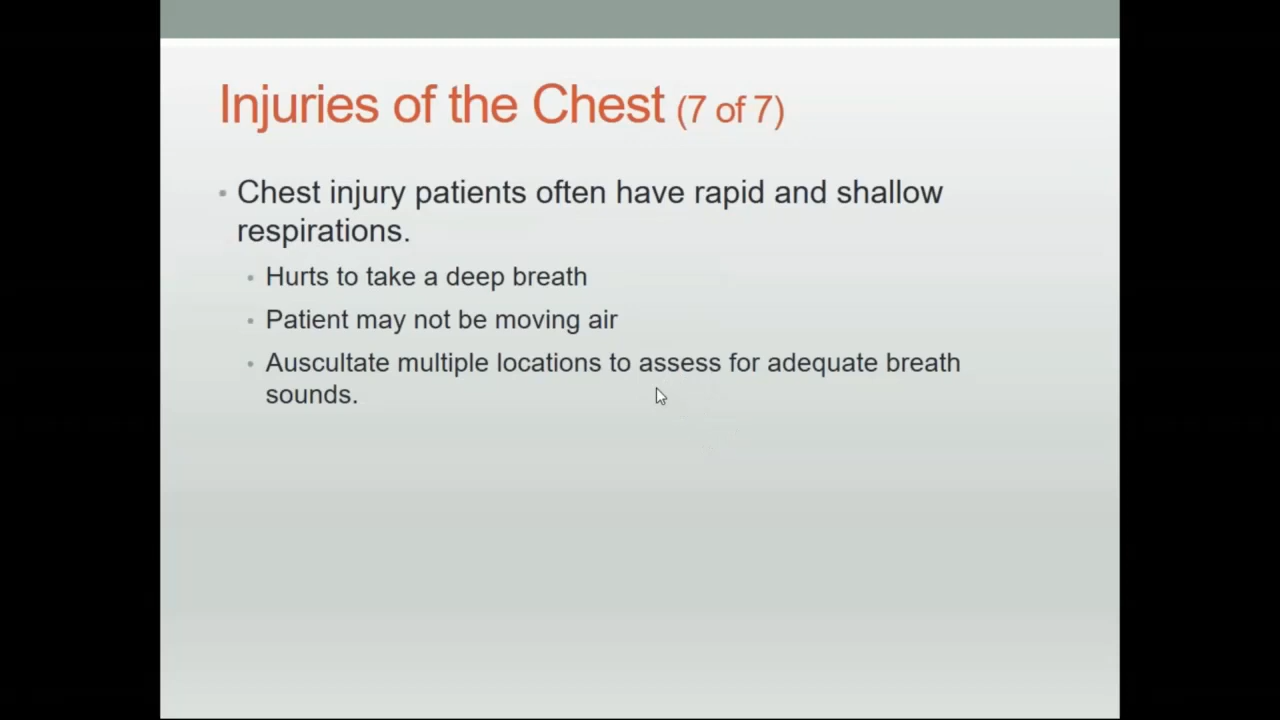 Injuries of the Chest (7 of 7)
• Chest injury patients often have rapid and shallow
respirations.
• Hurts to take a deep breath
• Patient may not be moving air
• Auscultate multiple locations to assess for adequate breath
sounds.